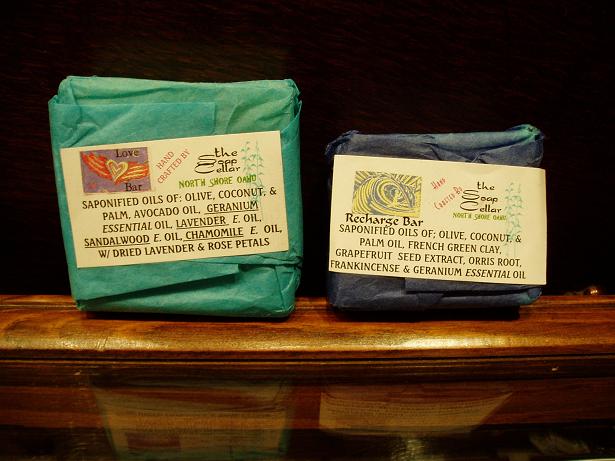 Love
Bar
HAND
CRAFTED BY
the
Soap
Cellar
NORTH SHORE OAHU
SAPONIFIED OILS OF: OLIVE, COCONUT, &
PALM, AVOCADO OIL, GERANIUM
ESSENTIAL OIL, LAVENDER E. OIL,
SANDALWOOD E. OIL, CHAMOMILE E. OIL,
W/ DRIED LAVENDER & ROSE PETALS
Recharge Bar
Hand
Crafted By
the
Soap
Cellar
NORTH SHORE OAHU
SAPONIFIED OILS OF; OLIVE, COCONUT, &
PALM OIL, FRENCH GREEN CLAY,
GRAPEFRUIT SEED EXTRACT, ORRIS ROOT,
FRANKINCENSE & GERANIUM ESSENTIAL OIL